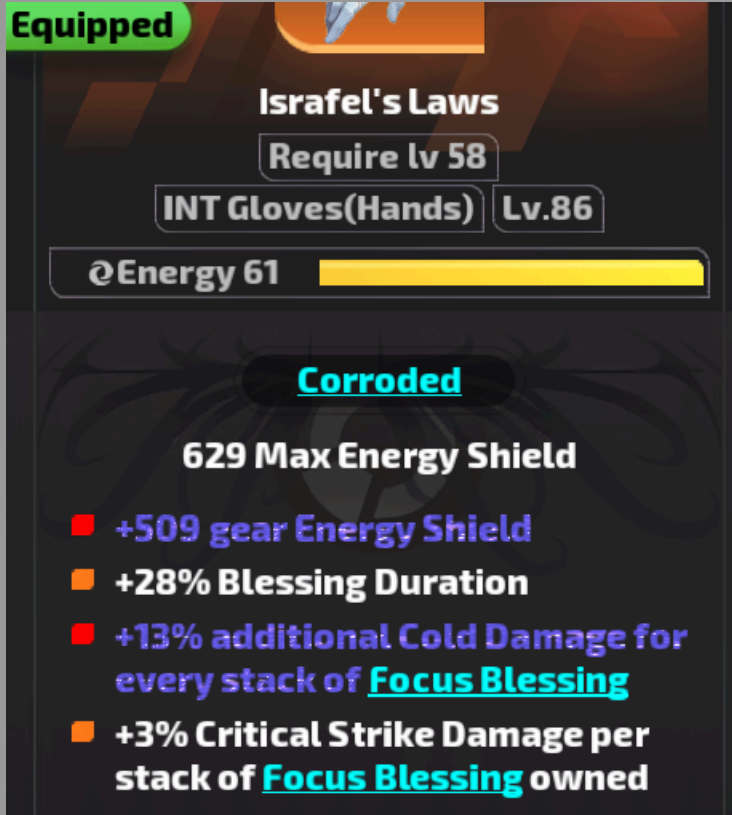 Equipped
Israfel's Laws
Require lv 58
INT Gloves(Hands) Lv.86
Energy 61
Corroded
629 Max Energy Shield
+509 gear Energy Shield
+28% Blessing Duration
+13% additional Cold Damage for
every stack of Focus Blessing
+3% Critical Strike Damage per
stack of Focus Blessing owned